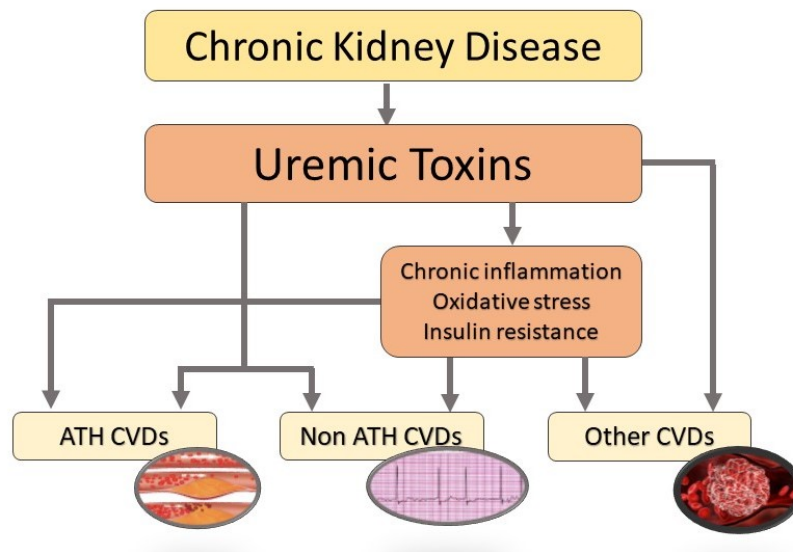 Chronic Kidney Disease
Uremic Toxins
Chronic inflammation
Oxidative stress
Insulin resistance
ATH CVDs
Non ATH CVDs
Other CVDs